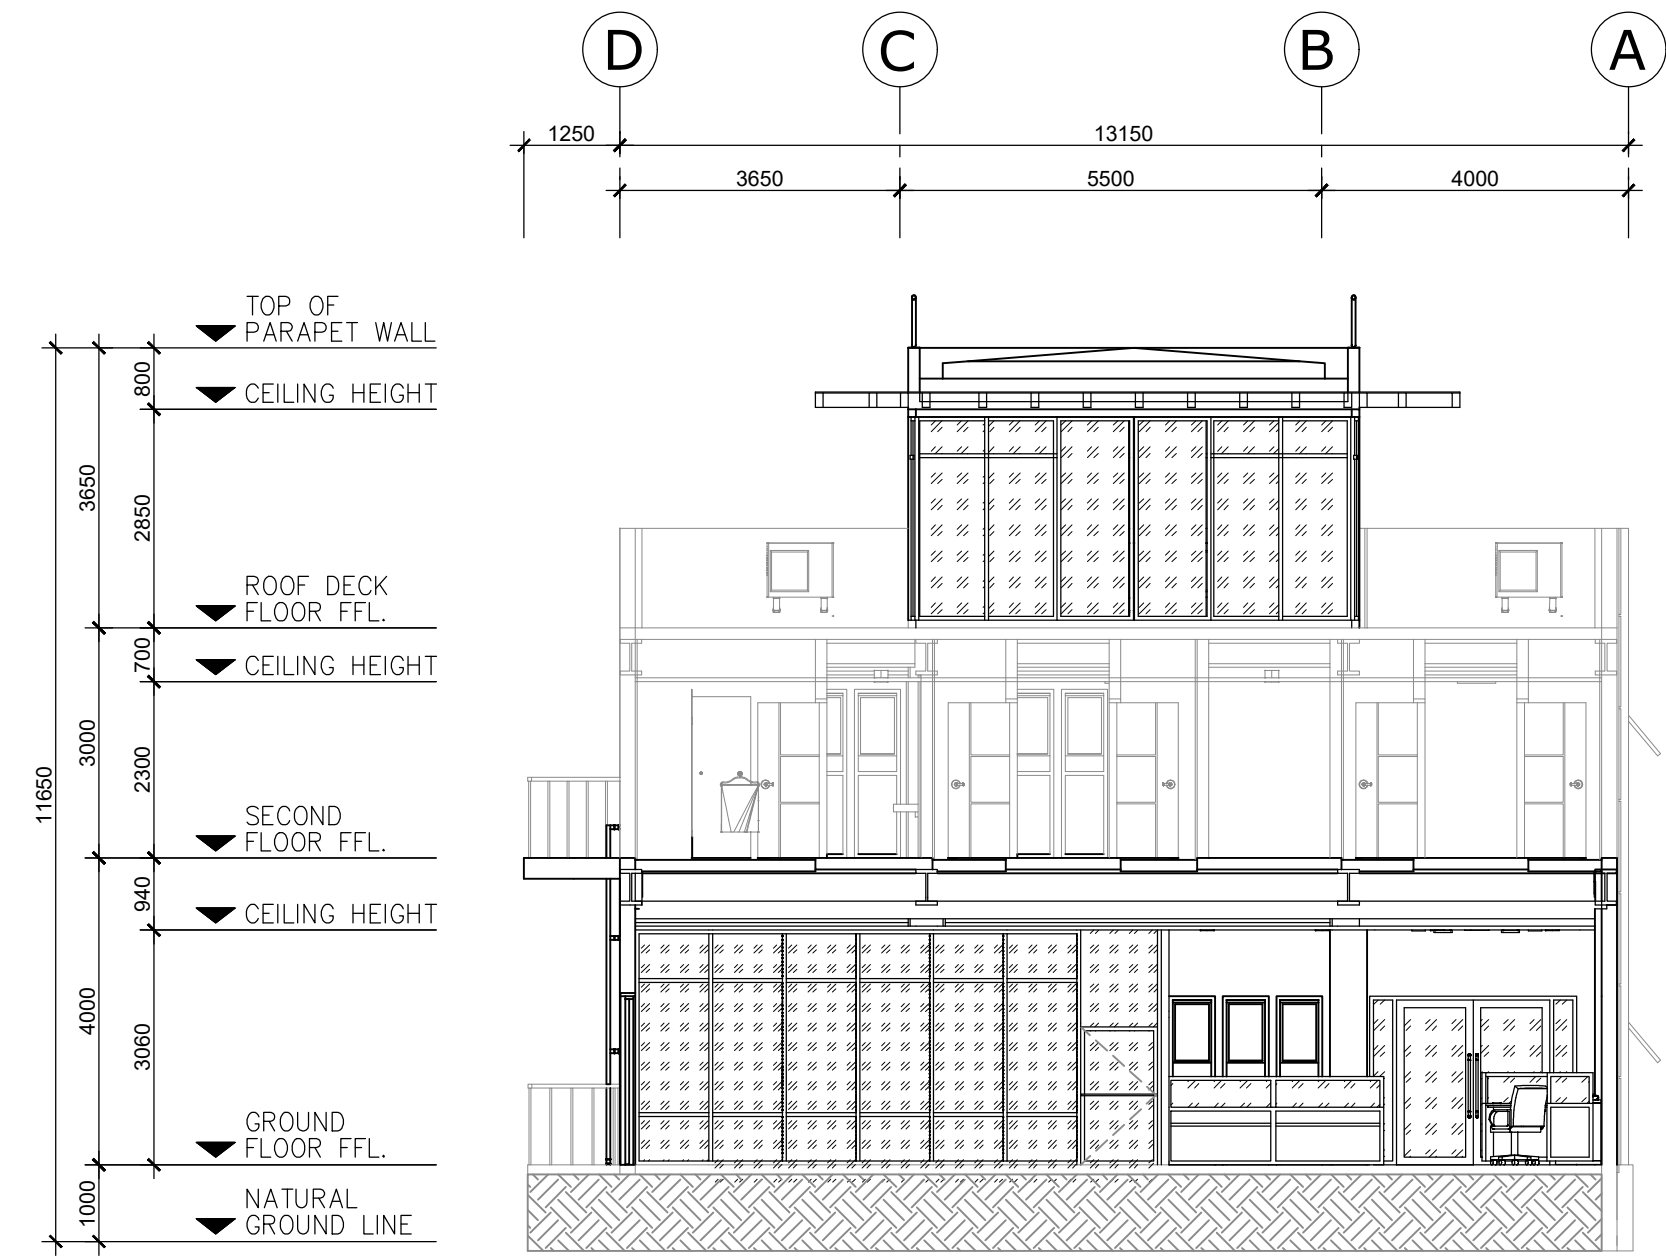 D C B A
1250 13150
3650 5500 4000
TOP OF
PARAPET WALL
800
CEILING HEIGHT
3650
2850
ROOF DECK
FLOOR FFL.
700
CEILING HEIGHT
3000
2300
11650
SECOND
FLOOR FFL.
940
CEILING HEIGHT
4000
3060
GROUND
FLOOR FFL.
1000
NATURAL
GROUND LINE